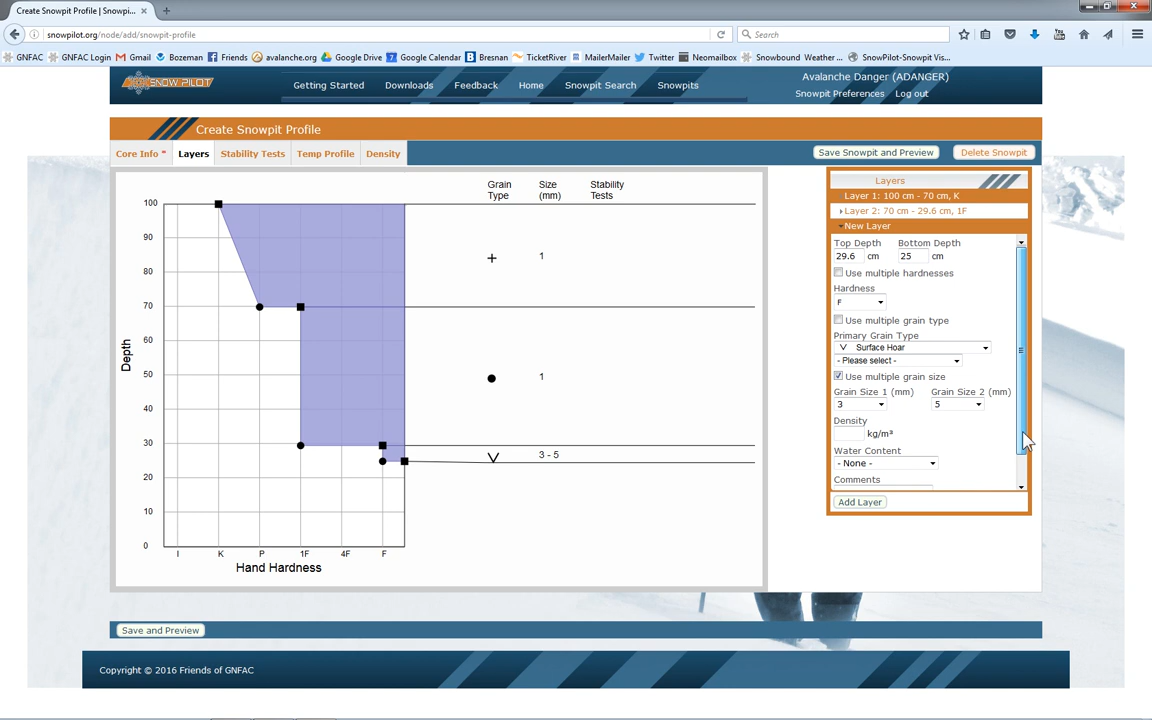 Create Snowpit Profile | Snowpi...
snowpilot.org/node/add/snowpit-profile
Search
GNFAC GNFAC Login Gmail Bozeman Friends avalanche.org Google Drive Google Calendar Bresnan TicketRiver MailerMailer Twitter Neomailbox Snowbound Weather ... SnowPilot-Snowpit Vis...
SNOW PILOT
Getting Started Downloads Feedback Home Snowpit Search Snowpits
Avalanche Danger (ADANGER)
Snowpit Preferences Log out
Create Snowpit Profile
Core Info * Layers Stability Tests Temp Profile Density
Save Snowpit and Preview Delete Snowpit
Grain Type Size (mm) Stability Tests
100
90
80
70
60
50
40
30
20
10
0
Depth
I K P 1F 4F F
Hand Hardness
1
1
3 - 5
Layers
Layer 1: 100 cm - 70 cm, K
Layer 2: 70 cm - 29.6 cm, 1F
New Layer
Top Depth Bottom Depth
29.6 cm 25 cm
Use multiple hardnesses
Hardness
F
Use multiple grain type
Primary Grain Type
V Surface Hoar
- Please select -
Use multiple grain size
Grain Size 1 (mm) Grain Size 2 (mm)
3 5
Density
kg/m³
Water Content
- None -
Comments
Add Layer
Save and Preview
Copyright © 2016 Friends of GNFAC